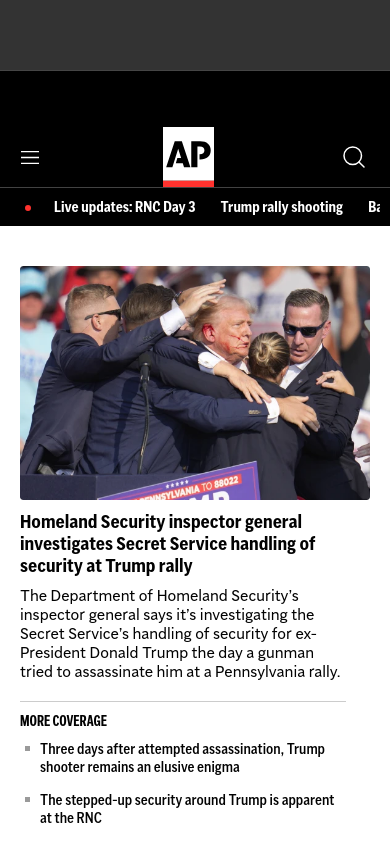 AP
Live updates: RNC Day 3 Trump rally shooting Ba
PENNSYLVANIA TO 88022
Homeland Security inspector general
investigates Secret Service handling of
security at Trump rally
The Department of Homeland Security’s
inspector general says it’s investigating the
Secret Service’s handling of security for ex-
President Donald Trump the day a gunman
tried to assassinate him at a Pennsylvania rally.
MORE COVERAGE
Three days after attempted assassination, Trump
shooter remains an elusive enigma
The stepped-up security around Trump is apparent
at the RNC